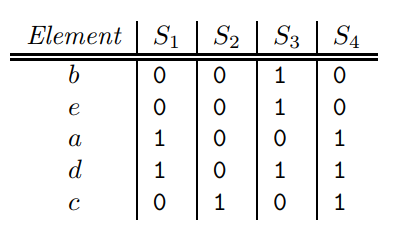 Element S₁ S₂ S₃ S₄
b 0 0 1 0
e 0 0 1 0
a 1 0 0 1
d 1 0 1 1
c 0 1 0 1